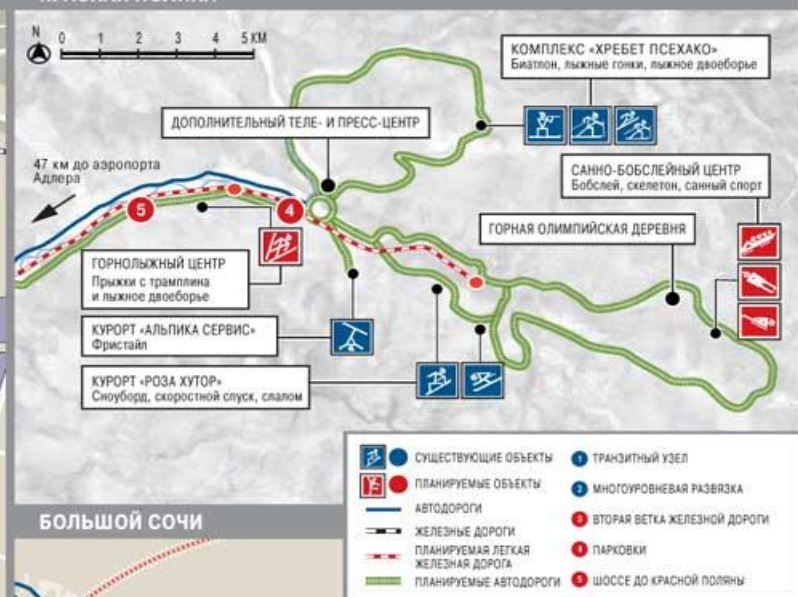 N 0 1 2 3 4 5 КМ
КОМПЛЕКС «ХРЕБЕТ ПСЕХАКО»
Биатлон, лыжные гонки, лыжное двоеборье
ДОПОЛНИТЕЛЬНЫЙ ТЕЛЕ- И ПРЕСС-ЦЕНТР
47 км до аэропорта
Адлера
САННО-БОБСЛЕЙНЫЙ ЦЕНТР
Бобслей, скелетон, санный спорт
5
4
ГОРНАЯ ОЛИМПИЙСКАЯ ДЕРЕВНЯ
ГОРНОЛЫЖНЫЙ ЦЕНТР
Прыжки с трамплина
и лыжное двоеборье
КУРОРТ «АЛЬПИКА СЕРВИС»
Фристайл
КУРОРТ «РОЗА ХУТОР»
Сноуборд, скоростной спуск, слалом
СУЩЕСТВУЮЩИЕ ОБЪЕКТЫ
ПЛАНИРУЕМЫЕ ОБЪЕКТЫ
АВТОДОРОГИ
ЖЕЛЕЗНЫЕ ДОРОГИ
ПЛАНИРУЕМАЯ ЛЕГКАЯ
ЖЕЛЕЗНАЯ ДОРОГА
ПЛАНИРУЕМЫЕ АВТОДОРОГИ
1 ТРАНЗИТНЫЙ УЗЕЛ
2 МНОГОУРОВНЕВАЯ РАЗВЯЗКА
3 ВТОРАЯ ВЕТКА ЖЕЛЕЗНОЙ ДОРОГИ
4 ПАРКОВКИ
5 ШОССЕ ДО КРАСНОЙ ПОЛЯНЫ
БОЛЬШОЙ СОЧИ